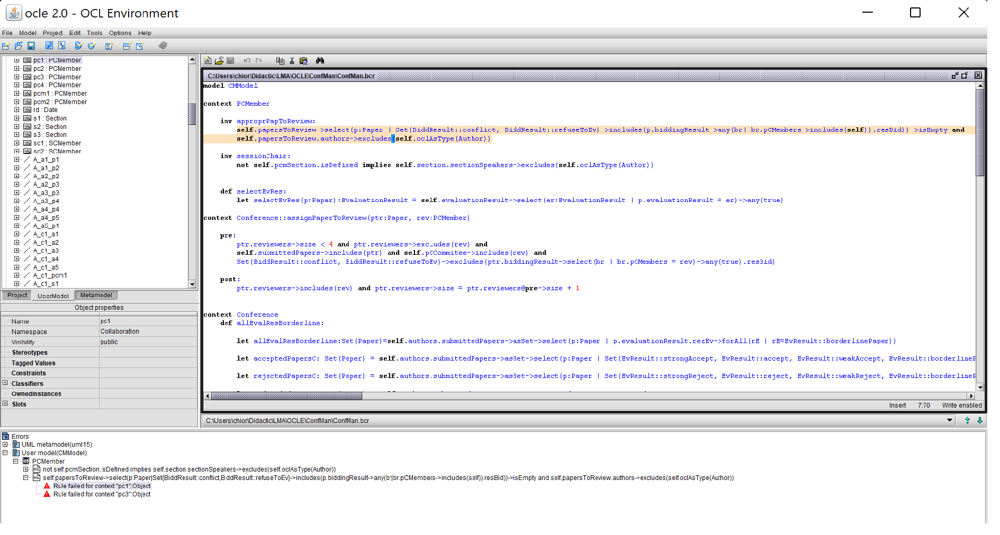 ocle 2.0 - OCL Environment
File Model Project Edit Tools Options Help
pc1 : PCMember
pc2 : PCMember
pc3 : PCMember
pc4 : PCMember
pcm1 : PCMember
pcm2 : PCMember
rd : Date
s1 : Section
s2 : Section
s3 : Section
sc1 : SCMember
sc2 : SCMember
A_a1_p1
A_a1_p2
A_a2_p2
A_a2_p3
A_a3_p3
A_a3_p4
A_a4_p4
A_a4_p5
A_a5_p1
A_c1_a1
A_c1_a2
A_c1_a3
A_c1_a4
A_c1_a5
A_c1_pcm1
A_c1_s1
Project UserModel Metamodel
Object properties
Name pc1
Namespace Collaboration
Visibility public
Stereotypes
Tagged Values
Constraints
Classifiers
OwnedInstances
Slots
C:\Users\chior\Didactic\LMA\OCLE\ConfMan\ConfMan.bcr
model CMModel
context PCMember
inv approprPapToReview:
self.papersToReview->select(p:Paper | Set{BiddResult::conflict, BiddResult::refuseToEv}->includes(p.biddingResult->any(br| br.pCMembers->includes(self)).resBid))->isEmpty and
self.papersToReview.authors->excludes(self.oclAsType(Author))
inv sessionChair:
not self.pcmSection.isDefined implies self.section.sectionSpeakers->excludes(self.oclAsType(Author))
def selectEvRes:
let selectEvRes(p:Paper):EvaluationResult = self.evaluationResult->select(er:EvaluationResult | p.evaluationResult = er)->any(true)
context Conference::assignPaperToReview(ptr:Paper, rev:PCMember)
pre:
ptr.reviewers->size < 4 and ptr.reviewers->excludes(rev) and
self.submittedPapers->includes(ptr) and self.pCCommitee->includes(rev) and
Set{BiddResult::conflict, BiddResult::refuseToEv}->excludes(ptr.biddingResult->select(br | br.pCMembers = rev)->any(true).resBid)
post:
ptr.reviewers->includes(rev) and ptr.reviewers->size = ptr.reviewers@pre->size + 1
context Conference
def allEvalResBorderline:
let allEvalResBorderline:Set(Paper)=self.authors.submittedPapers->asSet->select(p:Paper | p.evaluationResult.rezEv->forAll(rE | rE=EvResult::borderlinePaper))
let acceptedPapersC: Set(Paper) = self.authors.submittedPapers->asSet->select(p:Paper | Set{EvResult::strongAccept, EvResult::accept, EvResult::weakAccept, EvResult::borderlineP
let rejectedPapersC: Set(Paper) = self.authors.submittedPapers->asSet->select(p:Paper | Set{EvResult::strongReject, EvResult::reject, EvResult::weakReject, EvResult::borderlineP
Insert 7:70 Write enabled
C:\Users\chior\Didactic\LMA\OCLE\ConfMan\ConfMan.bcr
Errors
UML metamodel(uml15)
User model(CMModel)
PCMember
not self.pcmSection.isDefined implies self.section.sectionSpeakers->excludes(self.oclAsType(Author))
self.papersToReview->select(p:Paper|Set{BiddResult::conflict,BiddResult::refuseToEv}->includes(p.biddingResult->any(br|br.pCMembers->includes(self)).resBid))->isEmpty and self.papersToReview.authors->excludes(self.oclAsType(Author))
Rule failed for context "pc1":Object
Rule failed for context "pc3":Object